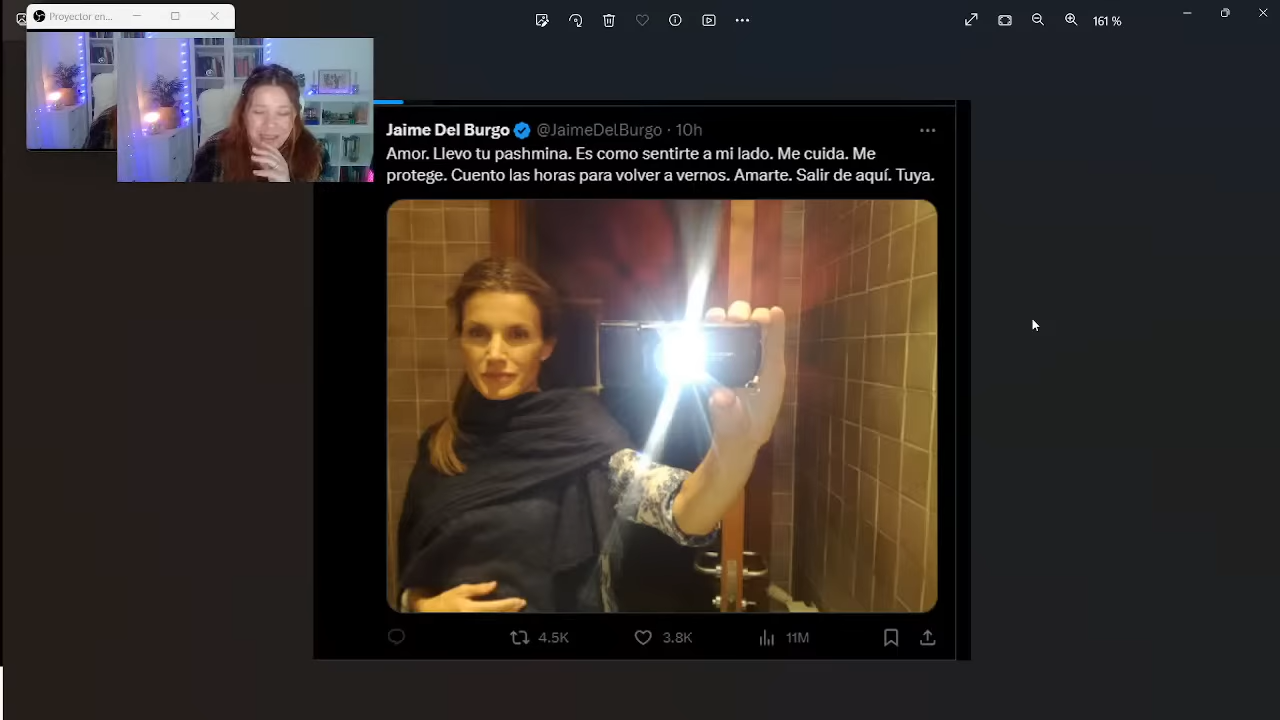 Proyector en...
161 %
Jaime Del Burgo @JaimeDelBurgo · 10h
Amor. Llevo tu pashmina. Es como sentirte a mi lado. Me cuida. Me
protege. Cuento las horas para volver a vernos. Amarte. Salir de aquí. Tuya.
4.5K 3.8K 11M